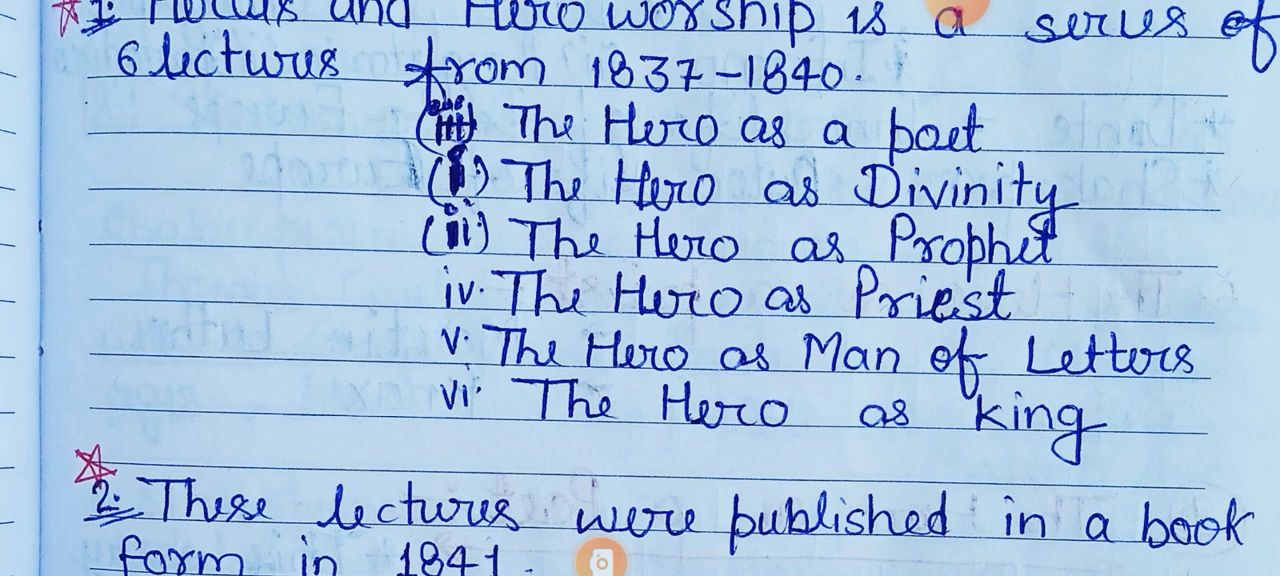 1. Heroes and Hero worship is a series of
6 lectures from 1837-1840.
(iii) The Hero as a poet
(i) The Hero as Divinity
(ii) The Hero as Prophet
iv. The Hero as Priest
v. The Hero as Man of Letters
vi. The Hero as king
2. These lectures were published in a book
form in 1841.